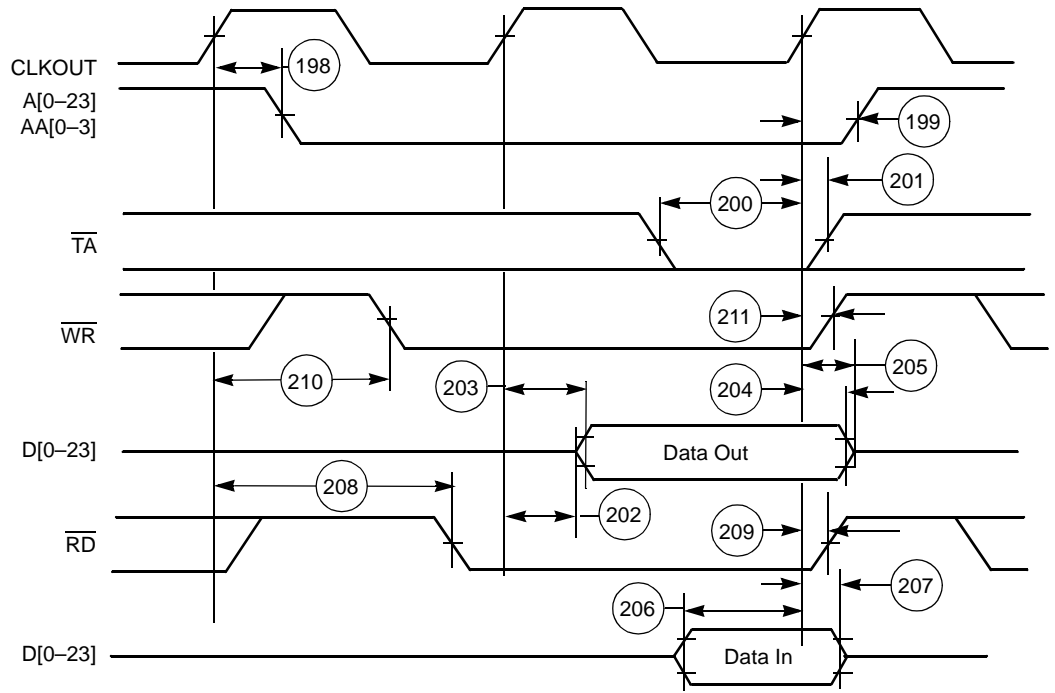 CLKOUT
198
A[0–23]
AA[0–3]
199
201
200
TA
211
WR
205
210
203
204
D[0–23]
Data Out
208
202
209
RD
207
206
D[0–23]
Data In